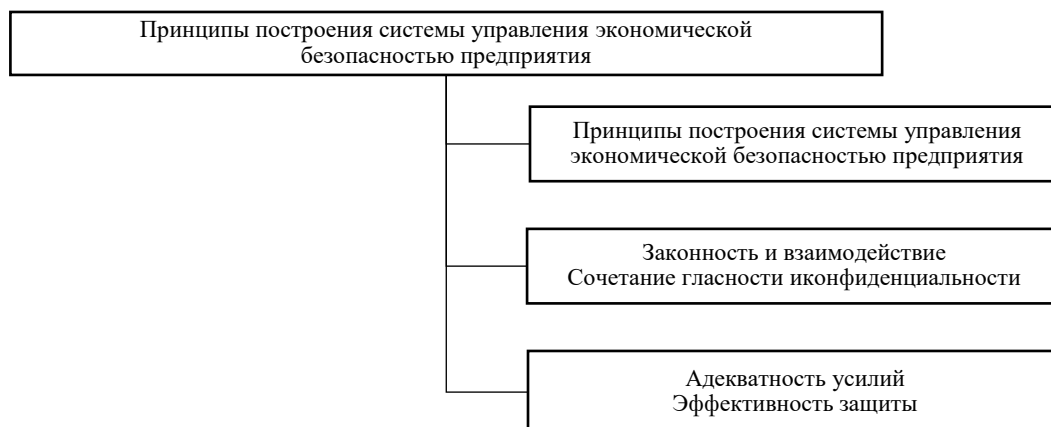 Принципы построения системы управления экономической
безопасностью предприятия
Принципы построения системы управления
экономической безопасностью предприятия
Законность и взаимодействие
Сочетание гласности иконфиденциальности
Адекватность усилий
Эффективность защиты